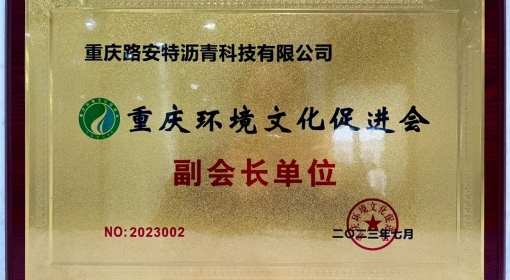 重庆路安特沥青科技有限公司
重庆环境文化促进会
副会长单位
NO:2023002
二〇二三年七月